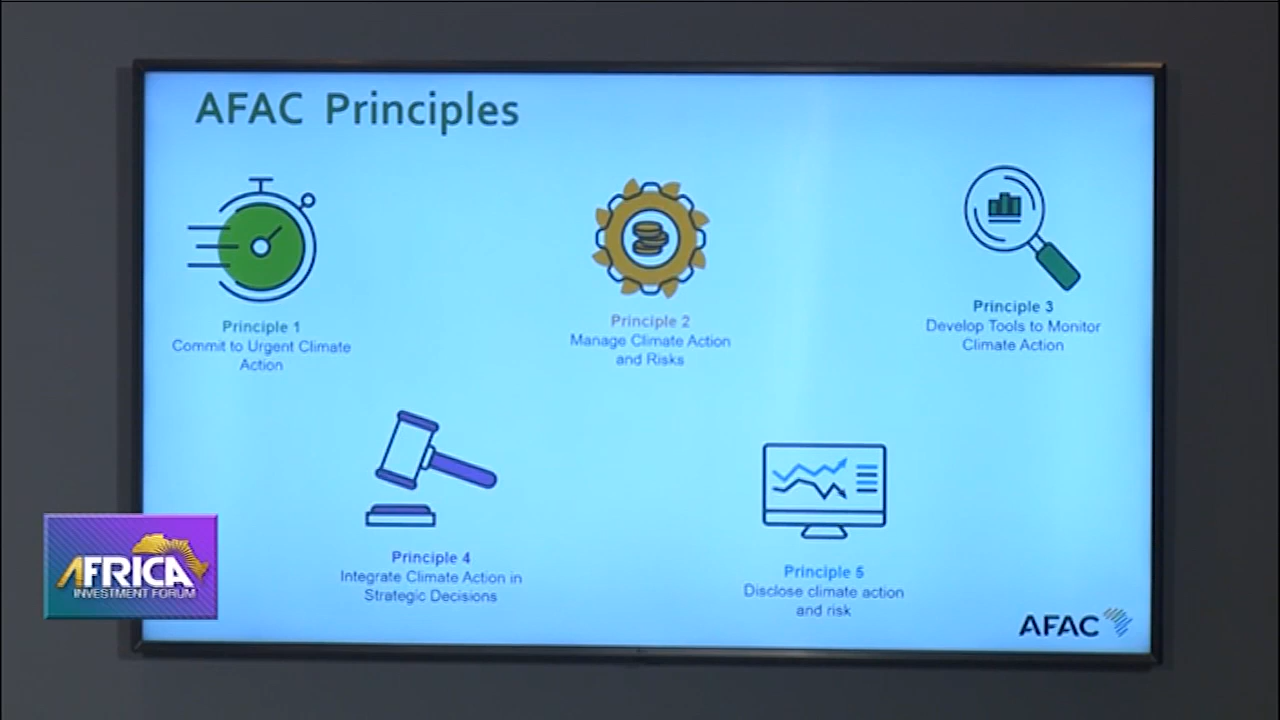 AFAC Principles
Principle 1
Commit to Urgent Climate
Action
Principle 2
Manage Climate Action
and Risks
Principle 3
Develop Tools to Monitor
Climate Action
Principle 4
Integrate Climate Action in
Strategic Decisions
Principle 5
Disclose climate action
and risk
AFAC
AFRICA
INVESTMENT FORUM